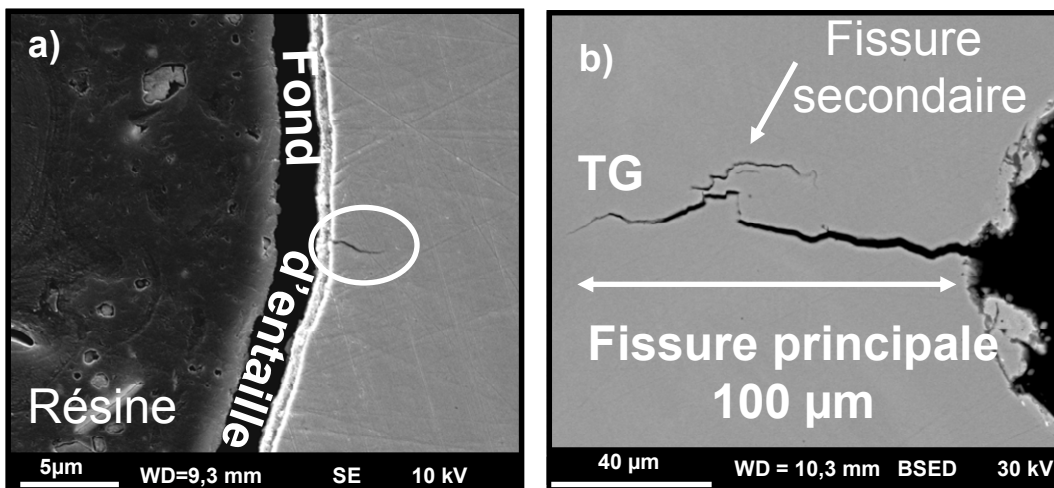 a)
Fond d'entaille
Résine
5µm WD=9,3 mm SE 10 kV
b)
Fissure
secondaire
TG
Fissure principale
100 µm
40 µm WD = 10,3 mm BSED 30 kV